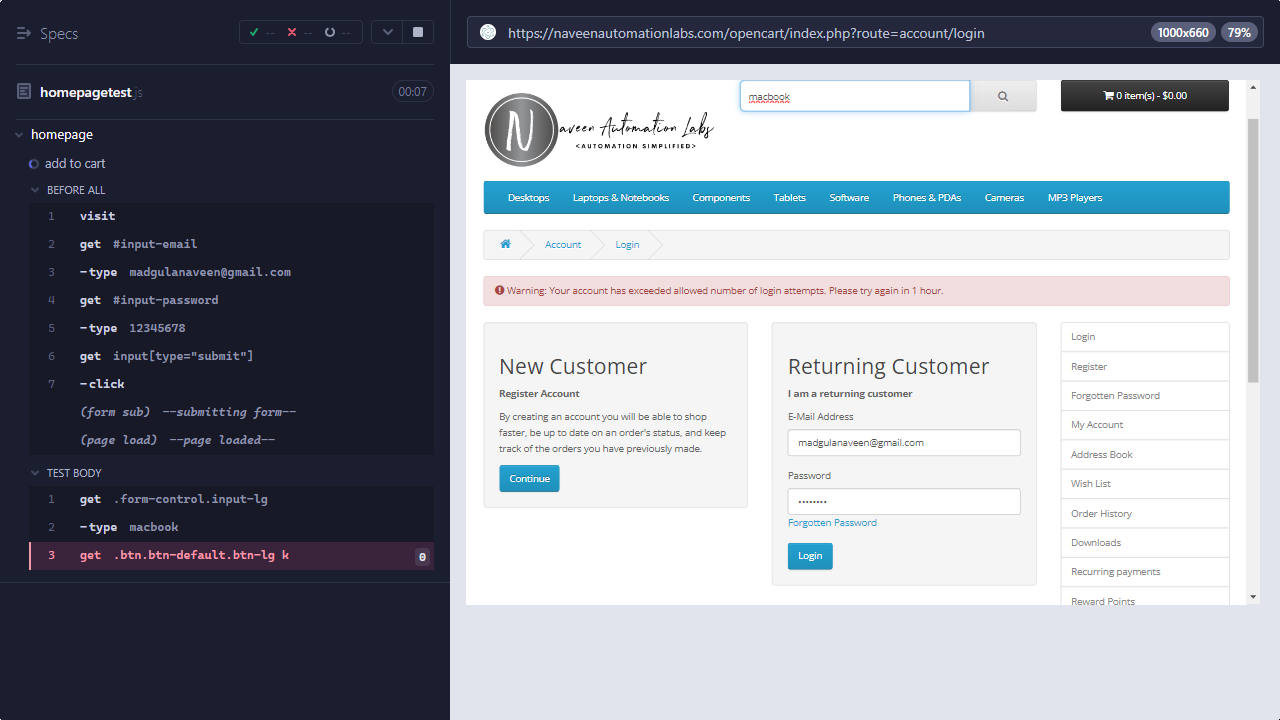 Specs
-- -- --
homepagetest.js
00:07
homepage
add to cart
BEFORE ALL
1 visit
2 get #input-email
3 -type madgulanaveen@gmail.com
4 get #input-password
5 -type 12345678
6 get input[type="submit"]
7 -click
(form sub) --submitting form--
(page load) --page loaded--
TEST BODY
1 get .form-control.input-lg
2 -type macbook
3 get .btn.btn-default.btn-lg k 0
https://naveenautomationlabs.com/opencart/index.php?route=account/login
1000x660
79%
macbook
0 item(s) - $0.00
Naveen Automation Labs
<AUTOMATION SIMPLIFIED>
Desktops Laptops & Notebooks Components Tablets Software Phones & PDAs Cameras MP3 Players
Account Login
Warning: Your account has exceeded allowed number of login attempts. Please try again in 1 hour.
New Customer
Register Account
By creating an account you will be able to shop
faster, be up to date on an order's status, and keep
track of the orders you have previously made.
Continue
Returning Customer
I am a returning customer
E-Mail Address
madgulanaveen@gmail.com
Password
••••••••
Forgotten Password
Login
Login
Register
Forgotten Password
My Account
Address Book
Wish List
Order History
Downloads
Recurring payments
Reward Points